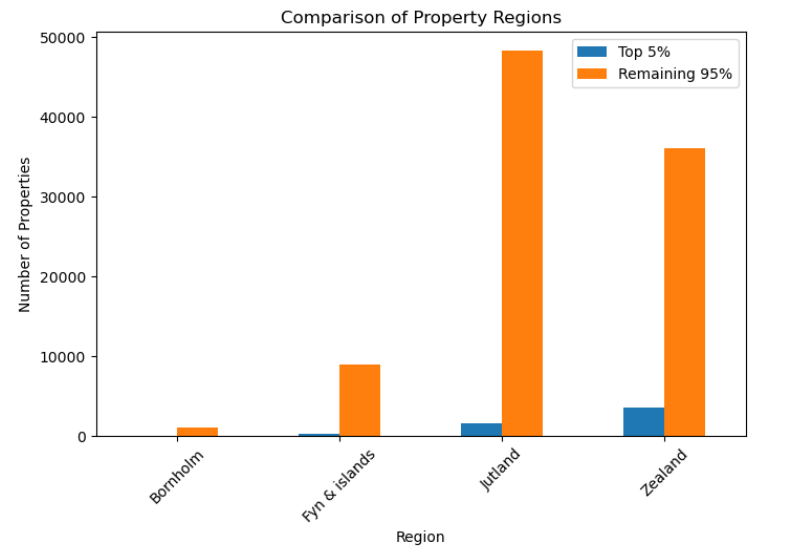 Comparison of Property Regions
Top 5%
Remaining 95%
50000
40000
30000
20000
10000
0
Number of Properties
Bornholm
Fyn & islands
Jutland
Zealand
Region